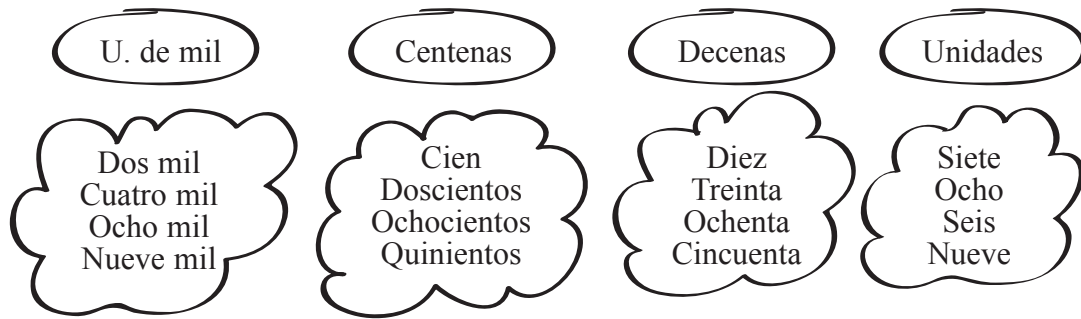 U. de mil
Centenas
Decenas
Unidades
Dos mil
Cuatro mil
Ocho mil
Nueve mil
Cien
Doscientos
Ochocientos
Quinientos
Diez
Treinta
Ochenta
Cincuenta
Siete
Ocho
Seis
Nueve